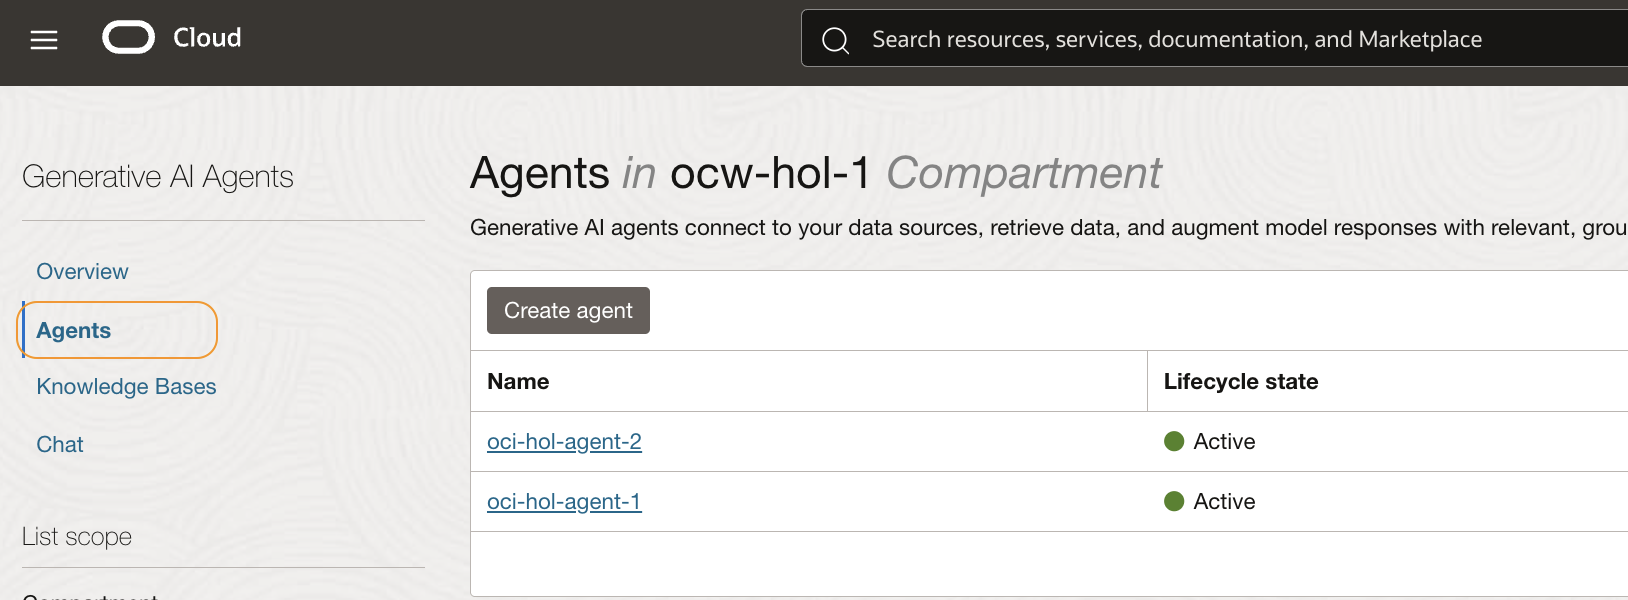 Cloud
Search resources, services, documentation, and Marketplace
Generative AI Agents
Overview
Agents
Knowledge Bases
Chat
List scope
Compartment
Agents in ocw-hol-1 Compartment
Generative AI agents connect to your data sources, retrieve data, and augment model responses with relevant,
Create agent
Name Lifecycle state
oci-hol-agent-2 Active
oci-hol-agent-1 Active